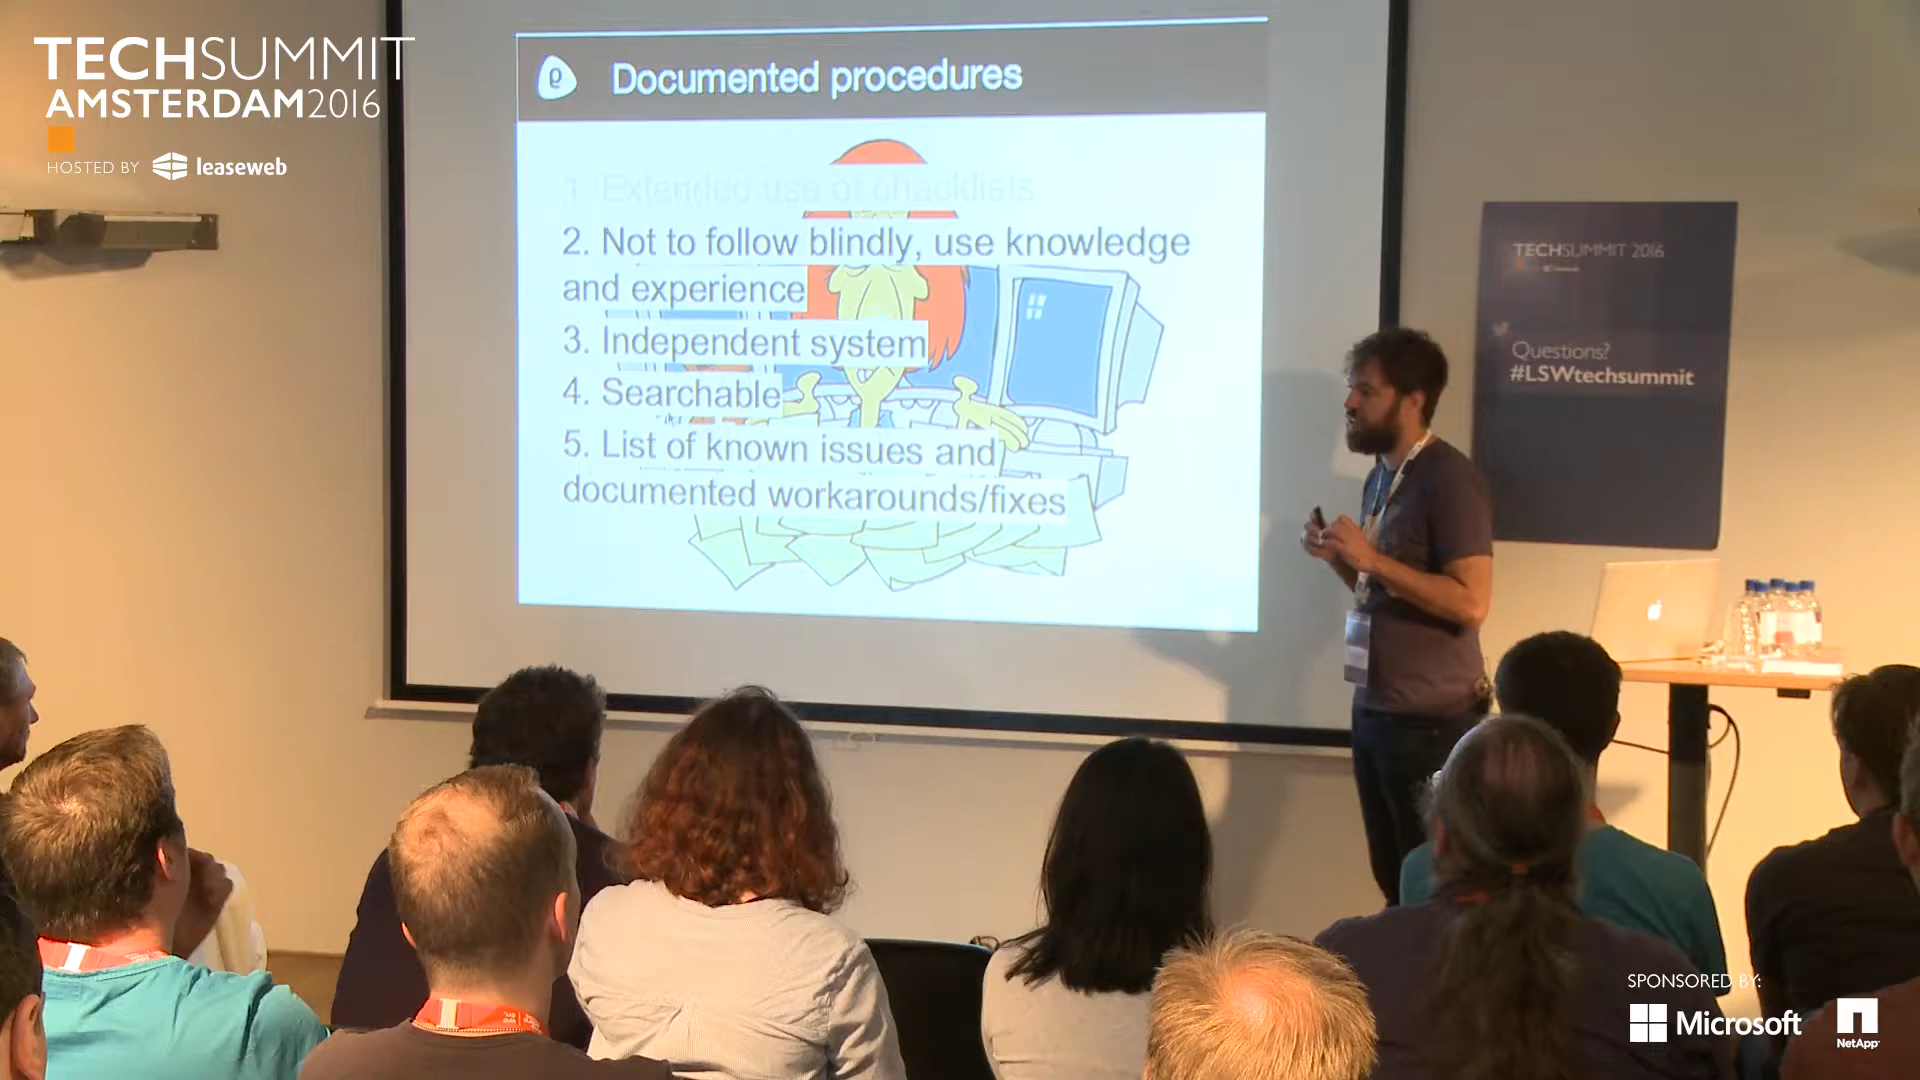 TECHSUMMIT
AMSTERDAM2016
HOSTED BY leaseweb
Documented procedures
1. Extended use of checklists
2. Not to follow blindly, use knowledge
and experience
3. Independent system
4. Searchable
5. List of known issues and
documented workarounds/fixes
TECHSUMMIT 2016
Questions?
#LSWtechsummit
SPONSORED BY:
Microsoft
NetApp